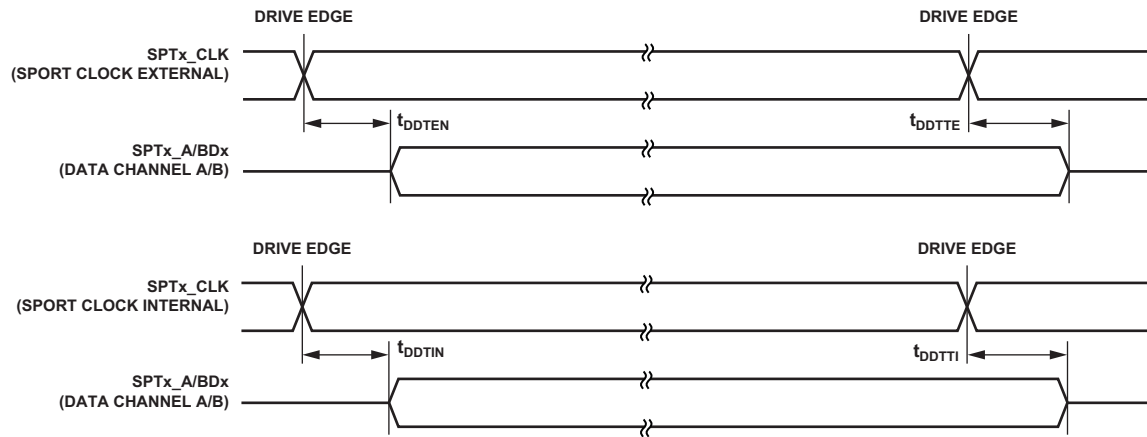 DRIVE EDGE DRIVE EDGE
SPTx_CLK
(SPORT CLOCK EXTERNAL)
tDDTEN tDDTTE
SPTx_A/BDx
(DATA CHANNEL A/B)
DRIVE EDGE DRIVE EDGE
SPTx_CLK
(SPORT CLOCK INTERNAL)
tDDTIN tDDTTI
SPTx_A/BDx
(DATA CHANNEL A/B)